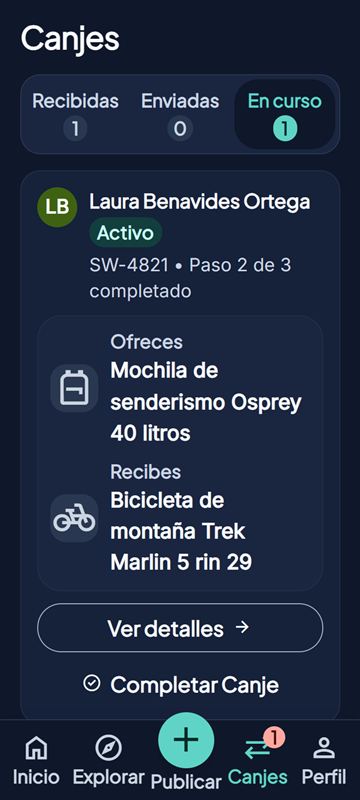 Canjes
Recibidas Enviadas En curso
1 0 1
LB Laura Benavides Ortega
Activo
SW-4821 • Paso 2 de 3
completado
Ofreces
Mochila de
senderismo Osprey
40 litros
Recibes
Bicicleta de
montaña Trek
Marlin 5 rin 29
Ver detalles →
Completar Canje
1
Inicio Explorar Publicar Canjes Perfil